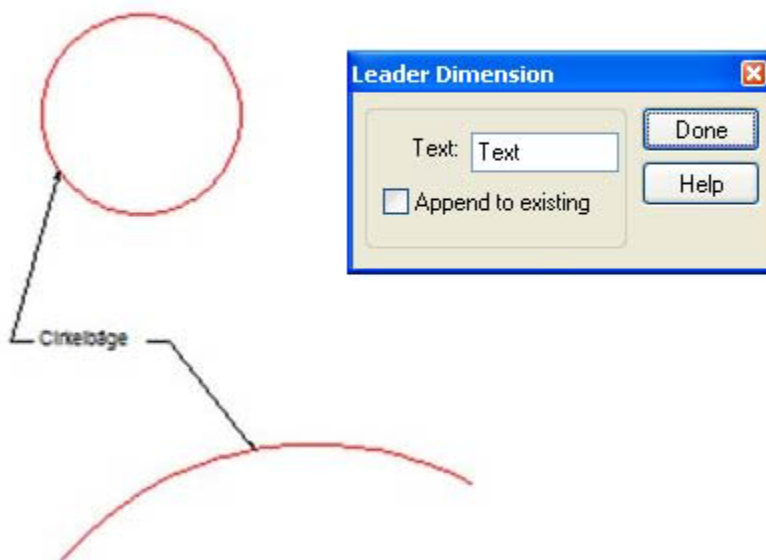 Leader Dimension
Text: Text
Done
Append to existing
Help
Cirkelbåge